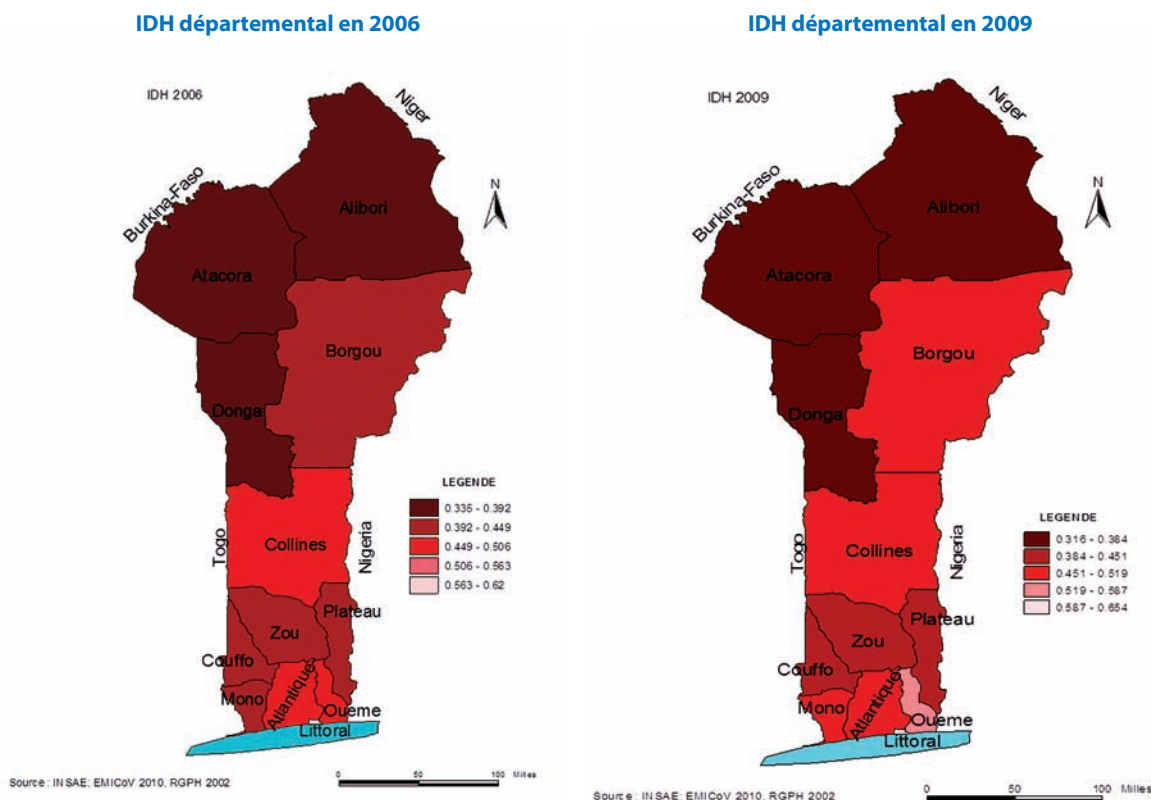 IDH départemental en 2006
IDH 2006
Niger
Burkina-Faso
N
Alibori
Atacora
Borgou
Donga
LEGENDE
0.335 - 0.392
0.392 - 0.449
0.449 - 0.506
0.506 - 0.563
0.563 - 0.62
Togo
Collines
Nigeria
Plateau
Zou
Couffo
Mono
Atlantique
Oueme
Littoral
Source : INSAE; EMICoV 2010, RGPH 2002
0 50 100 Milles
IDH départemental en 2009
IDH 2009
Niger
Burkina-Faso
N
Alibori
Atacora
Borgou
Donga
LEGENDE
0.316 - 0.384
0.384 - 0.451
0.451 - 0.519
0.519 - 0.587
0.587 - 0.654
Togo
Collines
Nigeria
Plateau
Zou
Couffo
Mono
Atlantique
Oueme
Littoral
Source : INSAE; EMICoV 2010, RGPH 2002
0 50 100 Milles